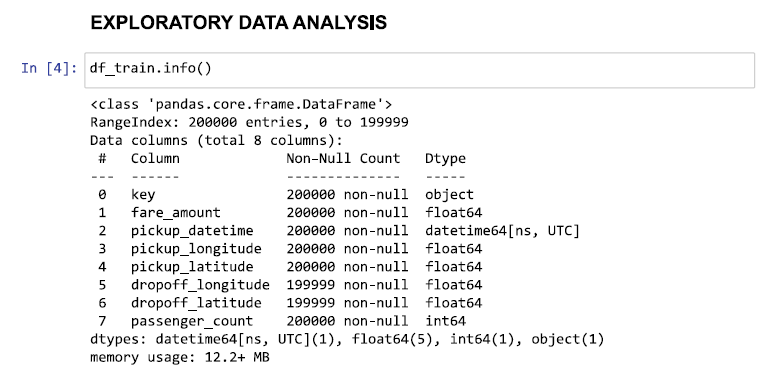 EXPLORATORY DATA ANALYSIS
In [4]: df_train.info()
<class 'pandas.core.frame.DataFrame'>
RangeIndex: 200000 entries, 0 to 199999
Data columns (total 8 columns):
 #   Column             Non-Null Count   Dtype
---  ------             --------------   -----
 0   key                200000 non-null  object
 1   fare_amount        200000 non-null  float64
 2   pickup_datetime    200000 non-null  datetime64[ns, UTC]
 3   pickup_longitude   200000 non-null  float64
 4   pickup_latitude    200000 non-null  float64
 5   dropoff_longitude  199999 non-null  float64
 6   dropoff_latitude   199999 non-null  float64
 7   passenger_count    200000 non-null  int64
dtypes: datetime64[ns, UTC](1), float64(5), int64(1), object(1)
memory usage: 12.2+ MB